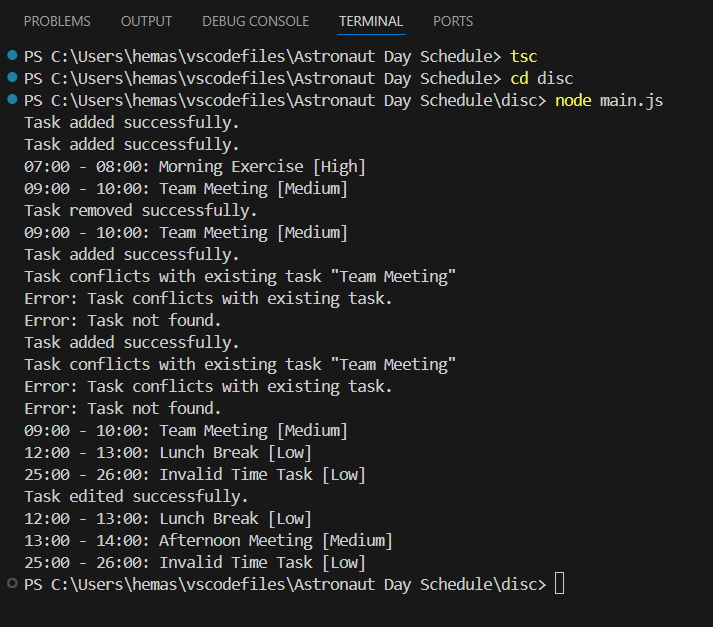 PROBLEMS OUTPUT DEBUG CONSOLE TERMINAL PORTS
PS C:\Users\hemas\vscodefiles\Astronaut Day Schedule> tsc
PS C:\Users\hemas\vscodefiles\Astronaut Day Schedule> cd disc
PS C:\Users\hemas\vscodefiles\Astronaut Day Schedule\disc> node main.js
Task added successfully.
Task added successfully.
07:00 - 08:00: Morning Exercise [High]
09:00 - 10:00: Team Meeting [Medium]
Task removed successfully.
09:00 - 10:00: Team Meeting [Medium]
Task added successfully.
Task conflicts with existing task "Team Meeting"
Error: Task conflicts with existing task.
Error: Task not found.
Task added successfully.
Task conflicts with existing task "Team Meeting"
Error: Task conflicts with existing task.
Error: Task not found.
09:00 - 10:00: Team Meeting [Medium]
12:00 - 13:00: Lunch Break [Low]
25:00 - 26:00: Invalid Time Task [Low]
Task edited successfully.
12:00 - 13:00: Lunch Break [Low]
13:00 - 14:00: Afternoon Meeting [Medium]
25:00 - 26:00: Invalid Time Task [Low]
PS C:\Users\hemas\vscodefiles\Astronaut Day Schedule\disc>